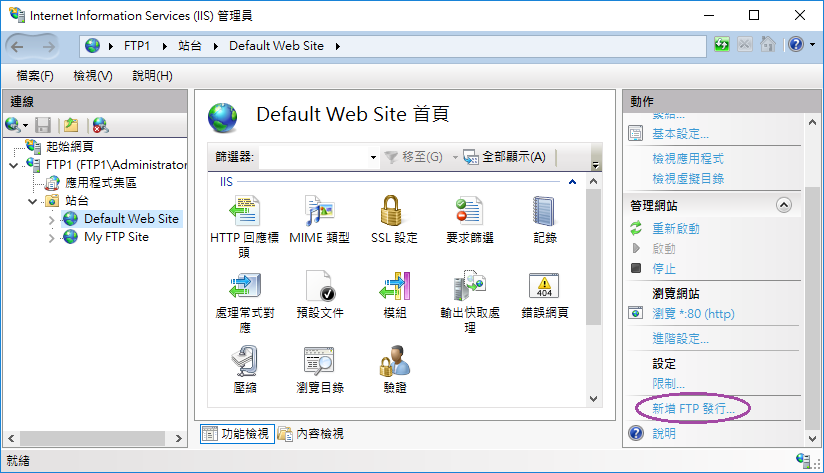 Internet Information Services (IIS) 管理員
FTP1 站台 Default Web Site
檔案(F) 檢視(V) 說明(H)
連線
起始網頁
FTP1 (FTP1\Administrator
應用程式集區
站台
Default Web Site
My FTP Site
Default Web Site 首頁
篩選器: 移至(G) 全部顯示(A)
IIS
HTTP 回應標
頭
MIME 類型
SSL 設定
要求篩選
記錄
處理常式對
應
預設文件
模組
輸出快取處
理
404
錯誤網頁
壓縮
瀏覽目錄
驗證
功能檢視 內容檢視
動作
基本設定...
檢視應用程式
檢視虛擬目錄
管理網站
重新啟動
啟動
停止
瀏覽網站
瀏覽 *:80 (http)
進階設定...
設定
限制...
新增 FTP 發行...
說明
就緒